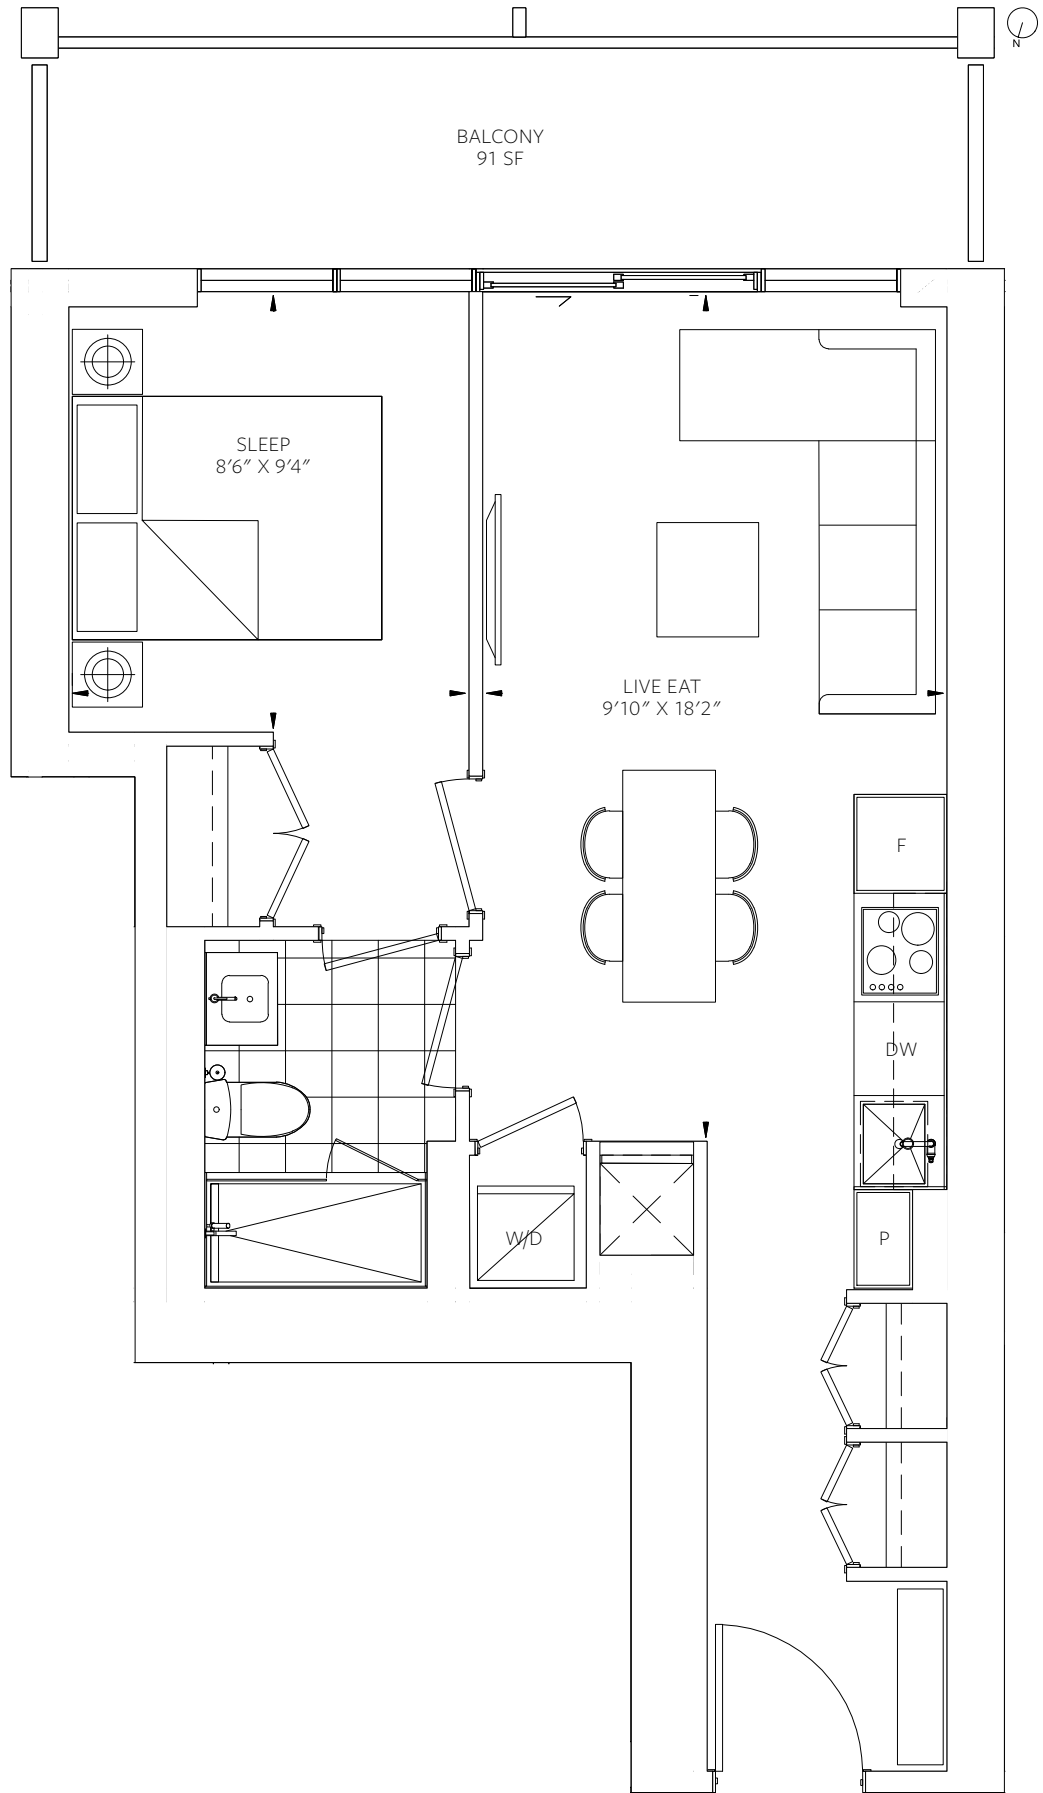 N
BALCONY
91 SF
SLEEP
8′6″ X 9′4″
LIVE EAT
9′10″ X 18′2″
F
DW
W/D
P